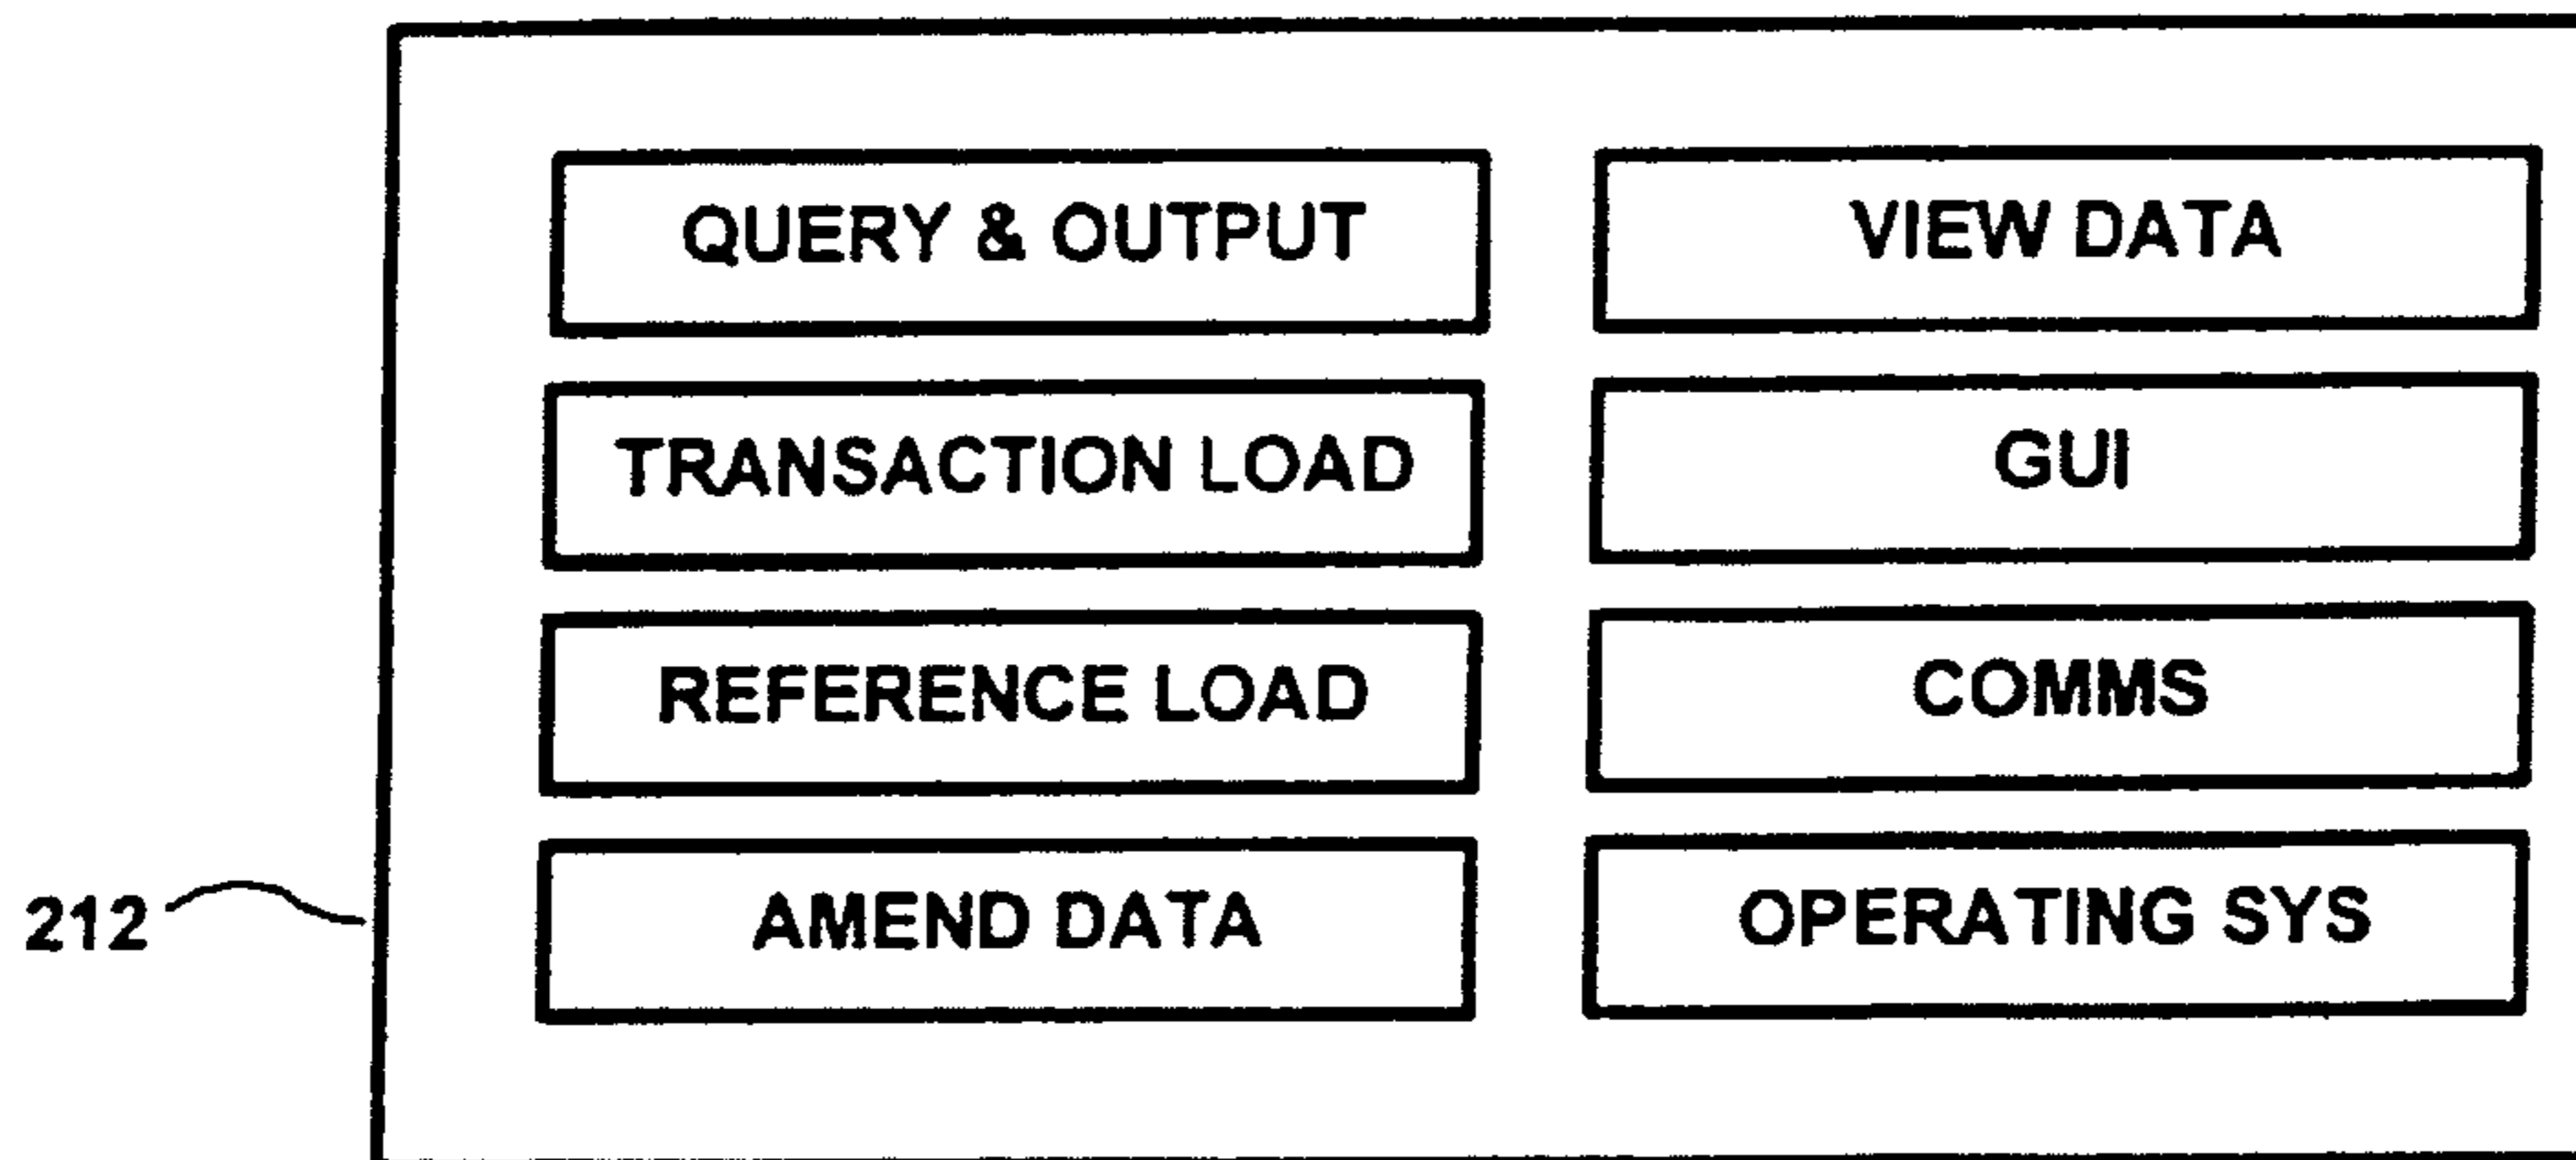 QUERY & OUTPUT
VIEW DATA
TRANSACTION LOAD
GUI
REFERENCE LOAD
COMMS
AMEND DATA
OPERATING SYS
212